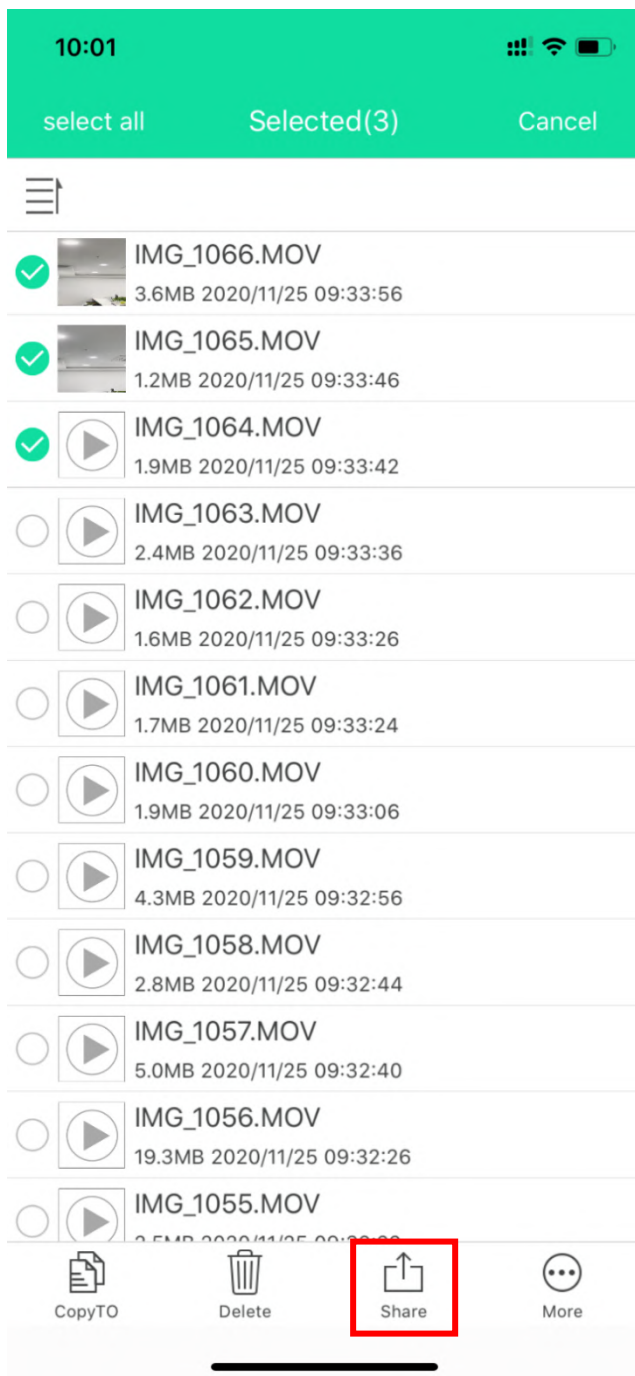 10:01
select all Selected(3) Cancel
IMG_1066.MOV
3.6MB 2020/11/25 09:33:56
IMG_1065.MOV
1.2MB 2020/11/25 09:33:46
IMG_1064.MOV
1.9MB 2020/11/25 09:33:42
IMG_1063.MOV
2.4MB 2020/11/25 09:33:36
IMG_1062.MOV
1.6MB 2020/11/25 09:33:26
IMG_1061.MOV
1.7MB 2020/11/25 09:33:24
IMG_1060.MOV
1.9MB 2020/11/25 09:33:06
IMG_1059.MOV
4.3MB 2020/11/25 09:32:56
IMG_1058.MOV
2.8MB 2020/11/25 09:32:44
IMG_1057.MOV
5.0MB 2020/11/25 09:32:40
IMG_1056.MOV
19.3MB 2020/11/25 09:32:26
IMG_1055.MOV
CopyTO Delete Share More